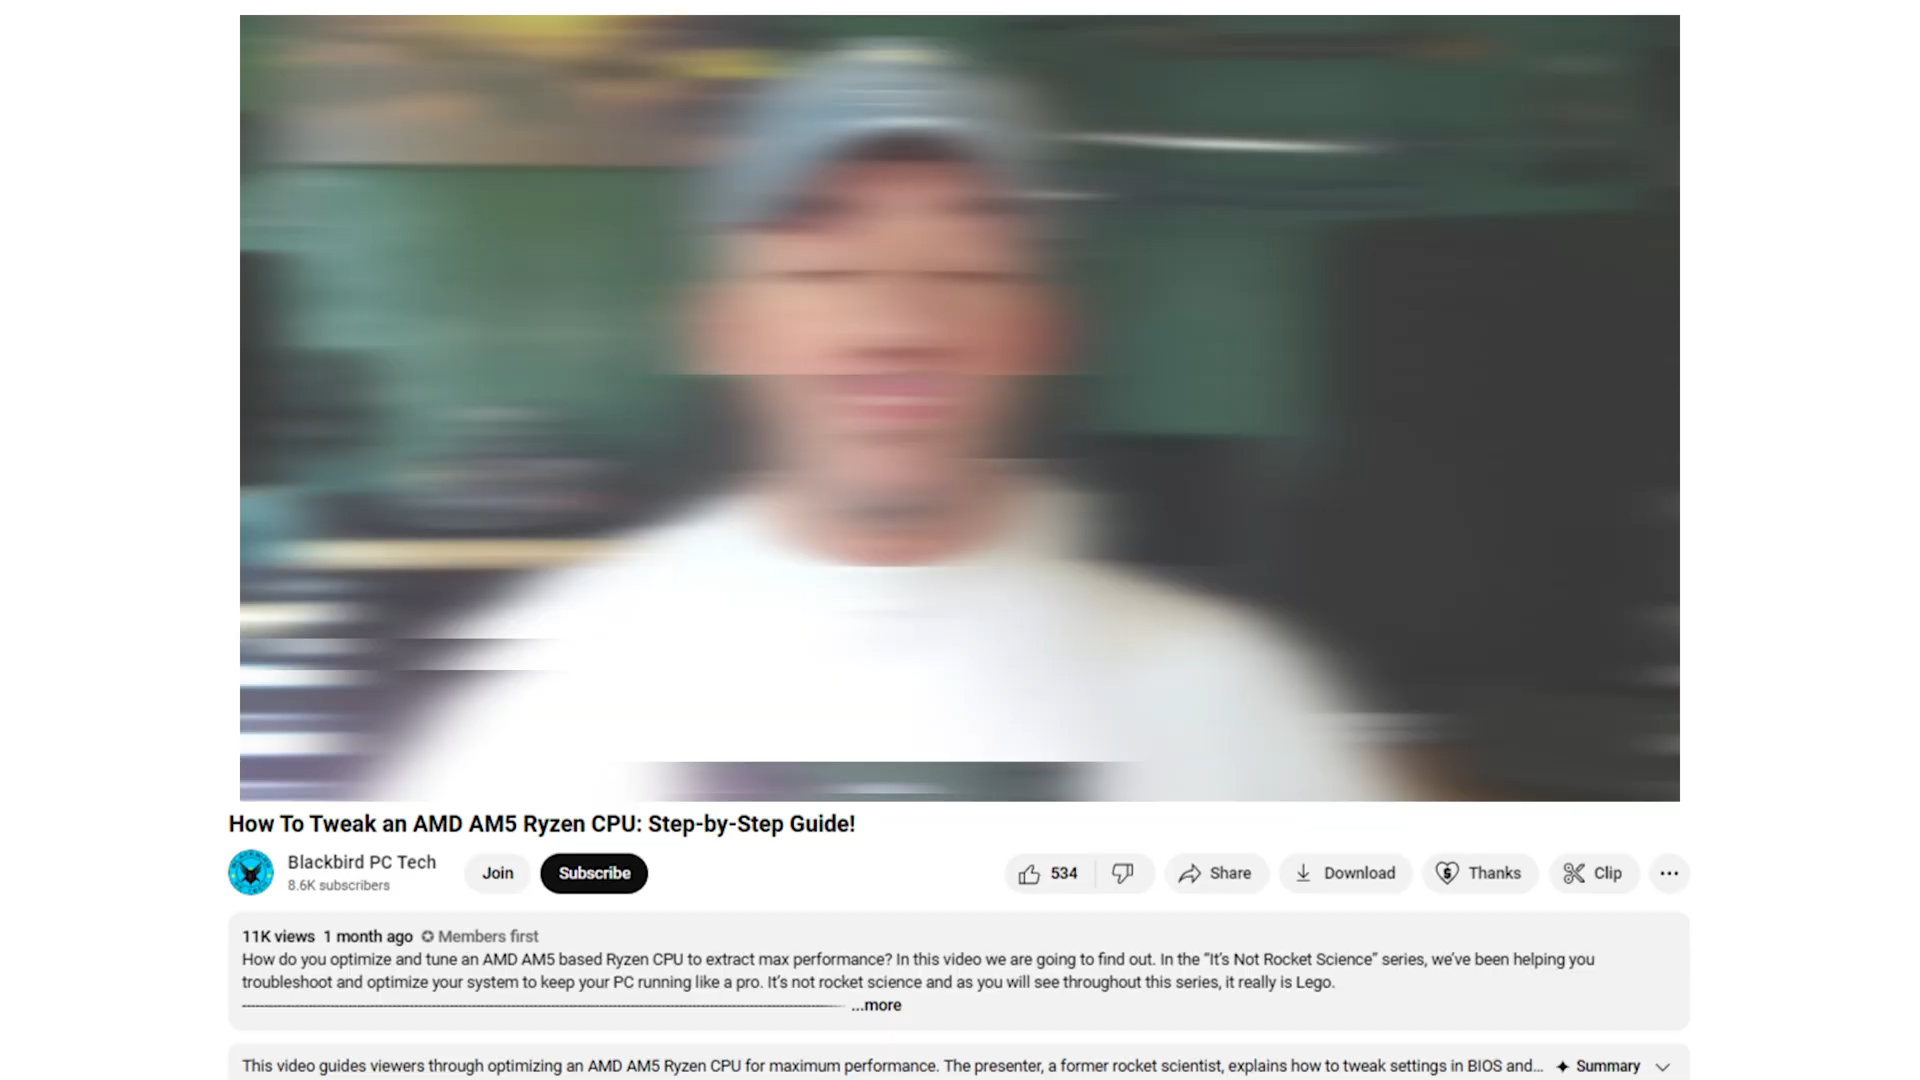 How To Tweak an AMD AM5 Ryzen CPU: Step-by-Step Guide!
Blackbird PC Tech
8.6K subscribers
Join
Subscribe
534
Share
Download
Thanks
Clip
11K views 1 month ago Members first
How do you optimize and tune an AMD AM5 based Ryzen CPU to extract max performance? In this video we are going to find out. In the “It’s Not Rocket Science” series, we’ve been helping you
troubleshoot and optimize your system to keep your PC running like a pro. It’s not rocket science and as you will see throughout this series, it really is Lego.
...more
This video guides viewers through optimizing an AMD AM5 Ryzen CPU for maximum performance. The presenter, a former rocket scientist, explains how to tweak settings in BIOS and... Summary